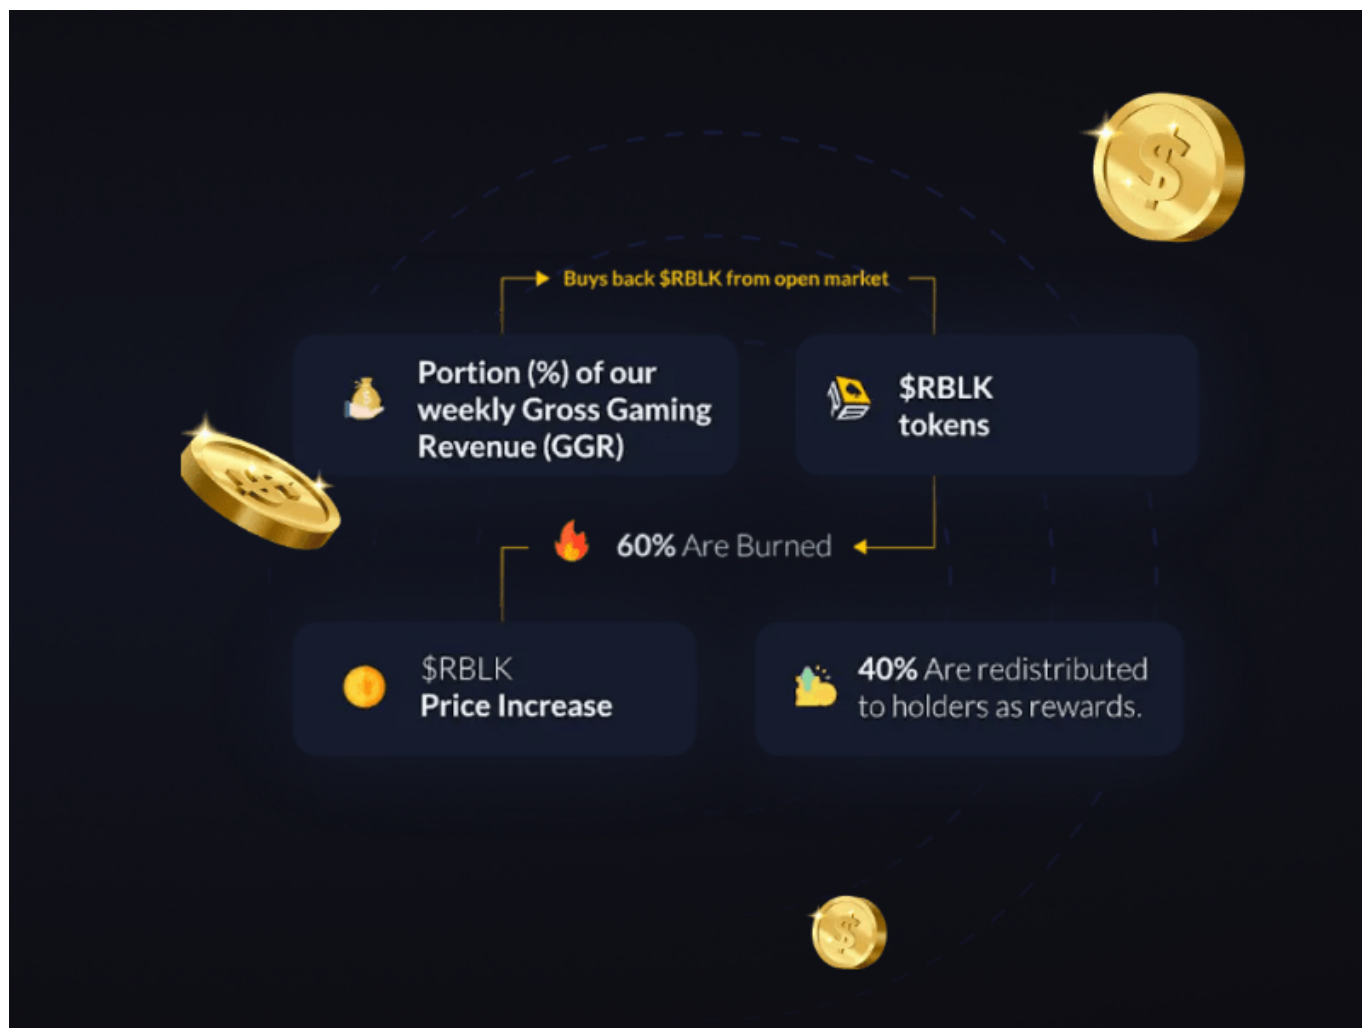 Buys back $RBLK from open market
Portion (%) of our
weekly Gross Gaming
Revenue (GGR)
$RBLK
tokens
60% Are Burned
$RBLK
Price Increase
40% Are redistributed
to holders as rewards.